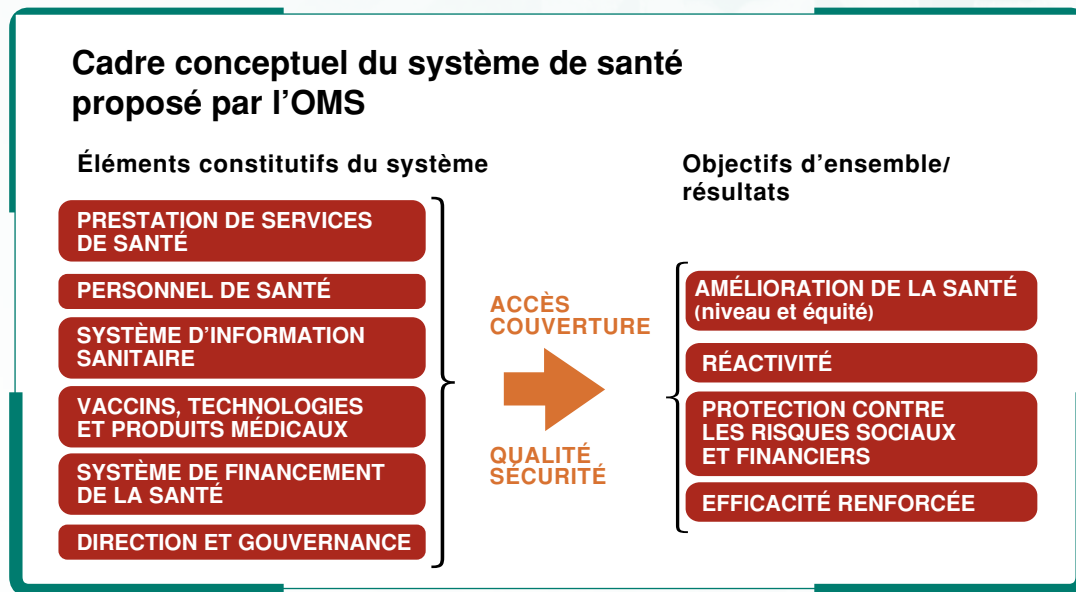 Cadre conceptuel du système de santé
proposé par l'OMS
Éléments constitutifs du système
PRESTATION DE SERVICES
DE SANTÉ
PERSONNEL DE SANTÉ
SYSTÈME D'INFORMATION
SANITAIRE
VACCINS, TECHNOLOGIES
ET PRODUITS MÉDICAUX
SYSTÈME DE FINANCEMENT
DE LA SANTÉ
DIRECTION ET GOUVERNANCE
ACCÈS
COUVERTURE
QUALITÉ
SÉCURITÉ
Objectifs d'ensemble/
résultats
AMÉLIORATION DE LA SANTÉ
(niveau et équité)
RÉACTIVITÉ
PROTECTION CONTRE
LES RISQUES SOCIAUX
ET FINANCIERS
EFFICACITÉ RENFORCÉE